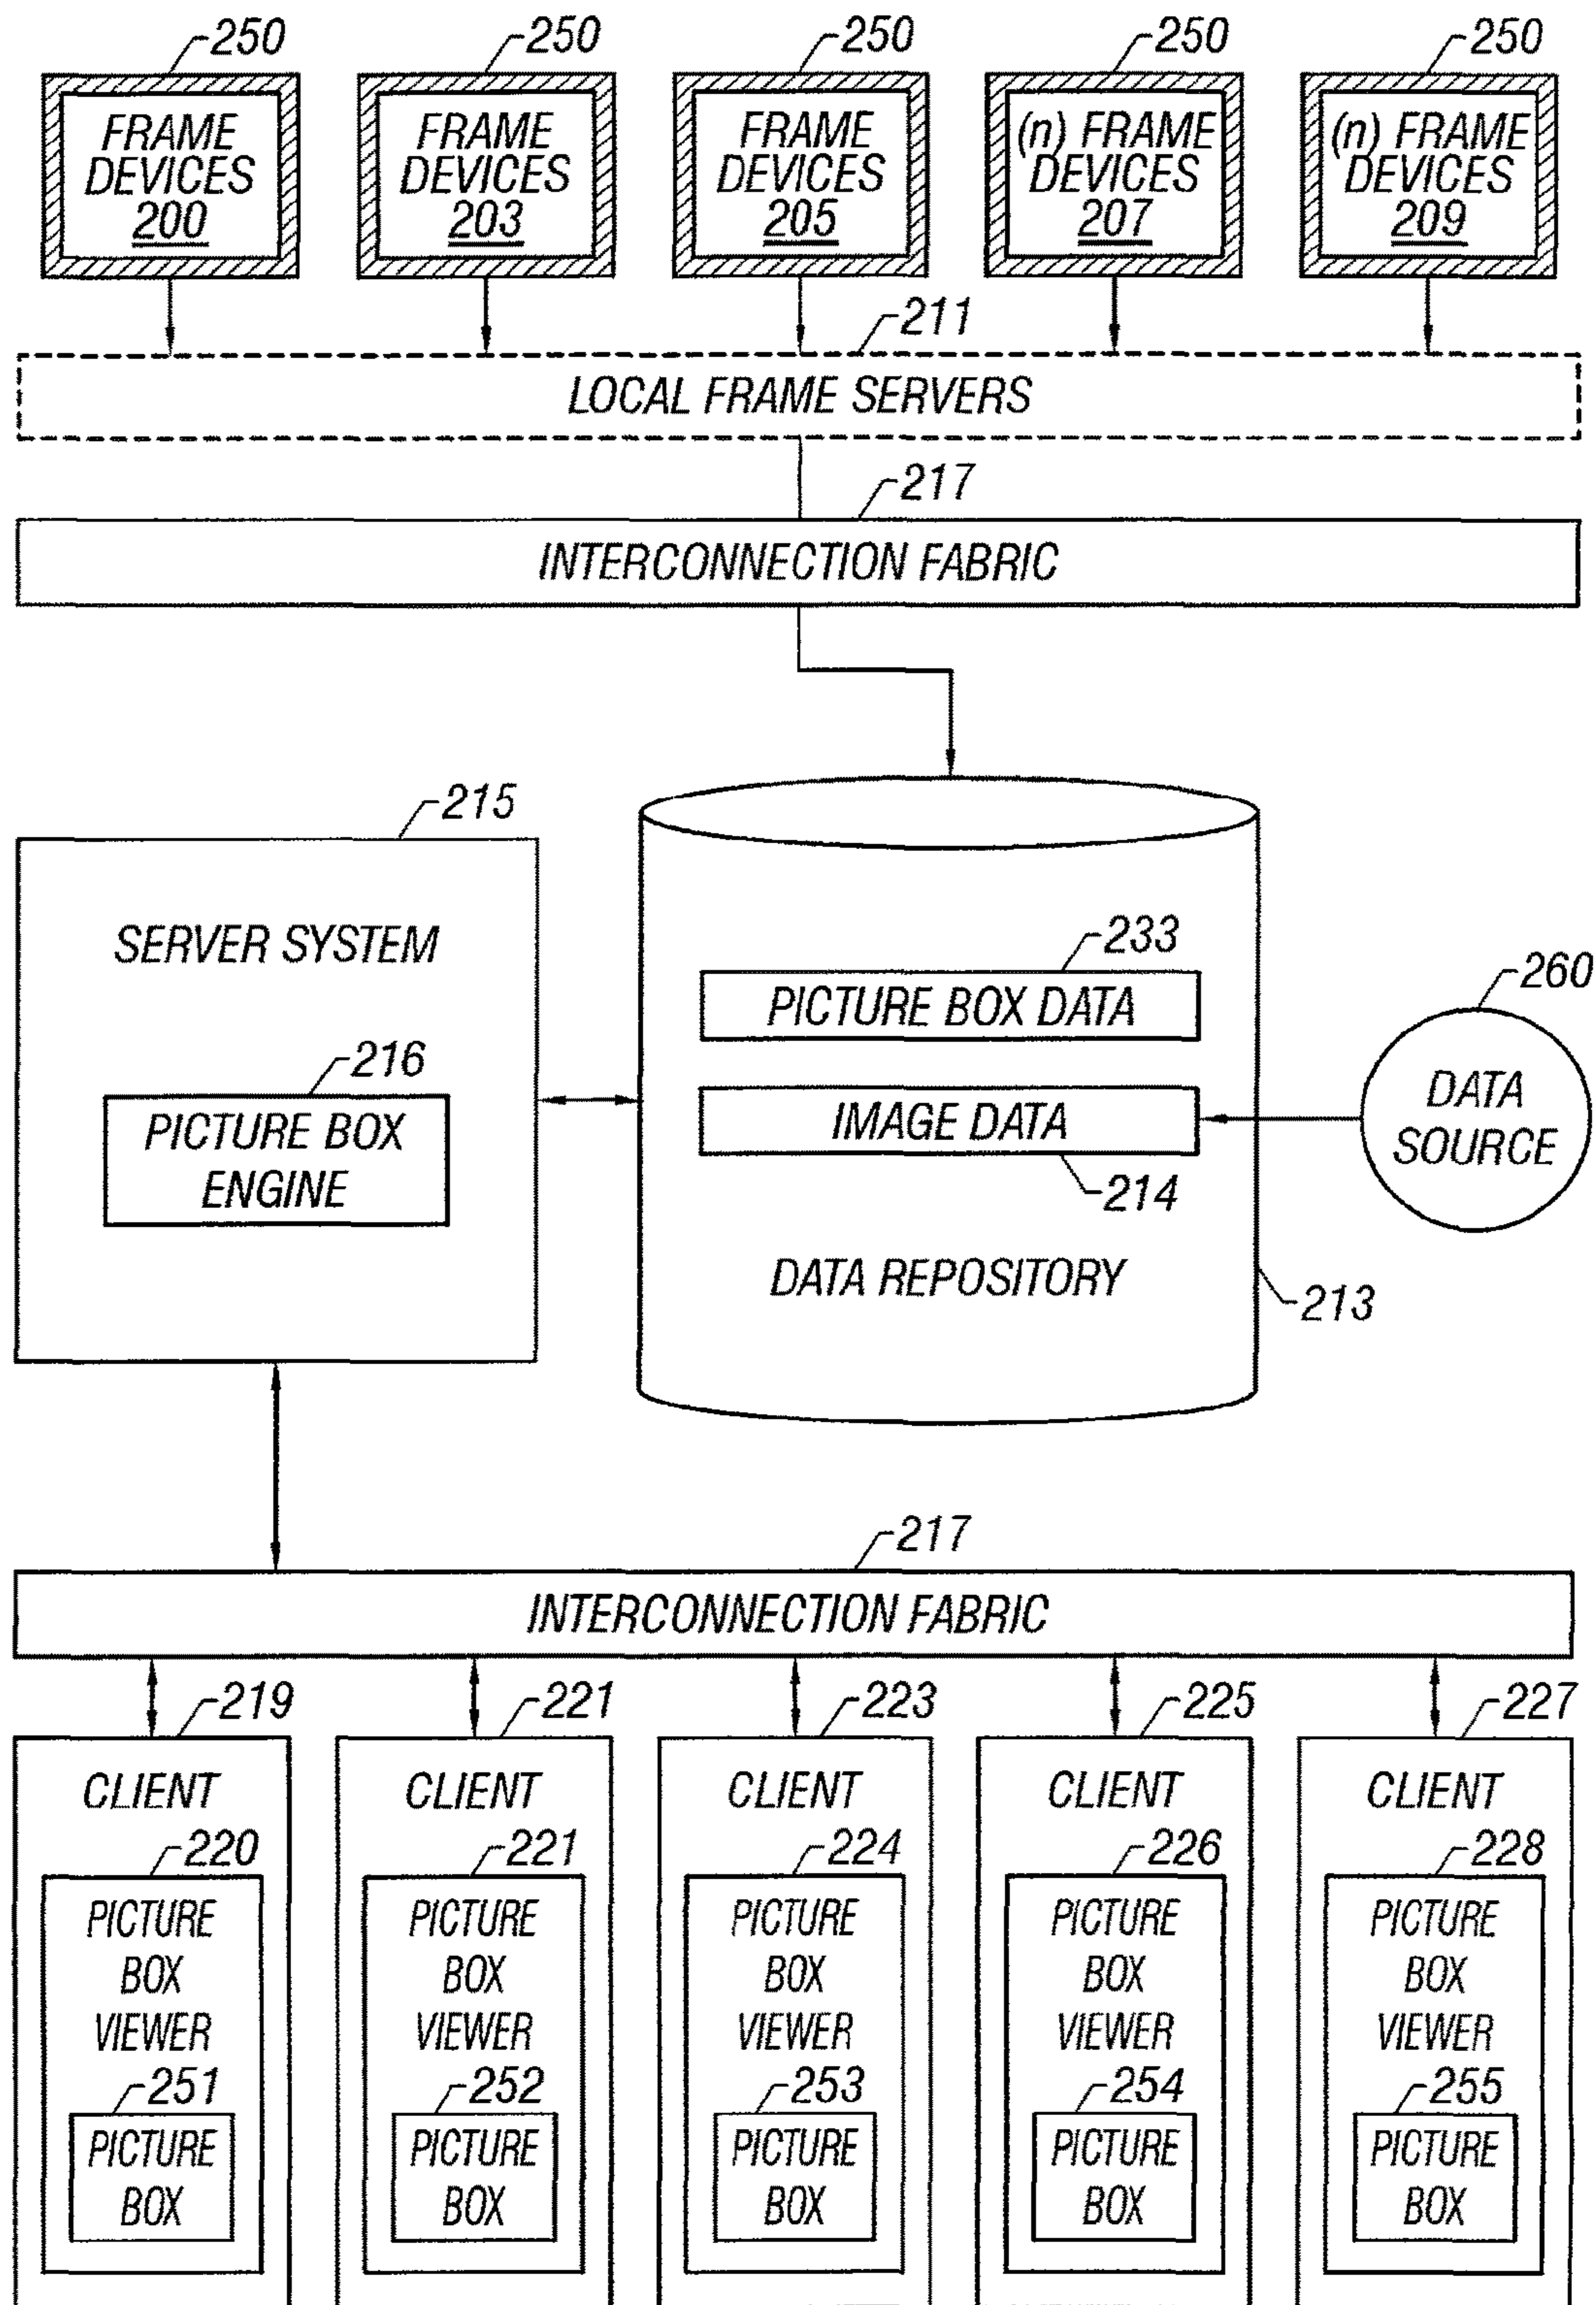 250
250
250
250
250
FRAME
DEVICES
200
FRAME
DEVICES
203
FRAME
DEVICES
205
(n) FRAME
DEVICES
207
(n) FRAME
DEVICES
209
211
LOCAL FRAME SERVERS
217
INTERCONNECTION FABRIC
215
SERVER SYSTEM
216
PICTURE BOX
ENGINE
233
PICTURE BOX DATA
IMAGE DATA
214
DATA REPOSITORY
213
260
DATA
SOURCE
217
INTERCONNECTION FABRIC
219
CLIENT
220
PICTURE
BOX
VIEWER
251
PICTURE
BOX
221
CLIENT
221
PICTURE
BOX
VIEWER
252
PICTURE
BOX
223
CLIENT
224
PICTURE
BOX
VIEWER
253
PICTURE
BOX
225
CLIENT
226
PICTURE
BOX
VIEWER
254
PICTURE
BOX
227
CLIENT
228
PICTURE
BOX
VIEWER
255
PICTURE
BOX